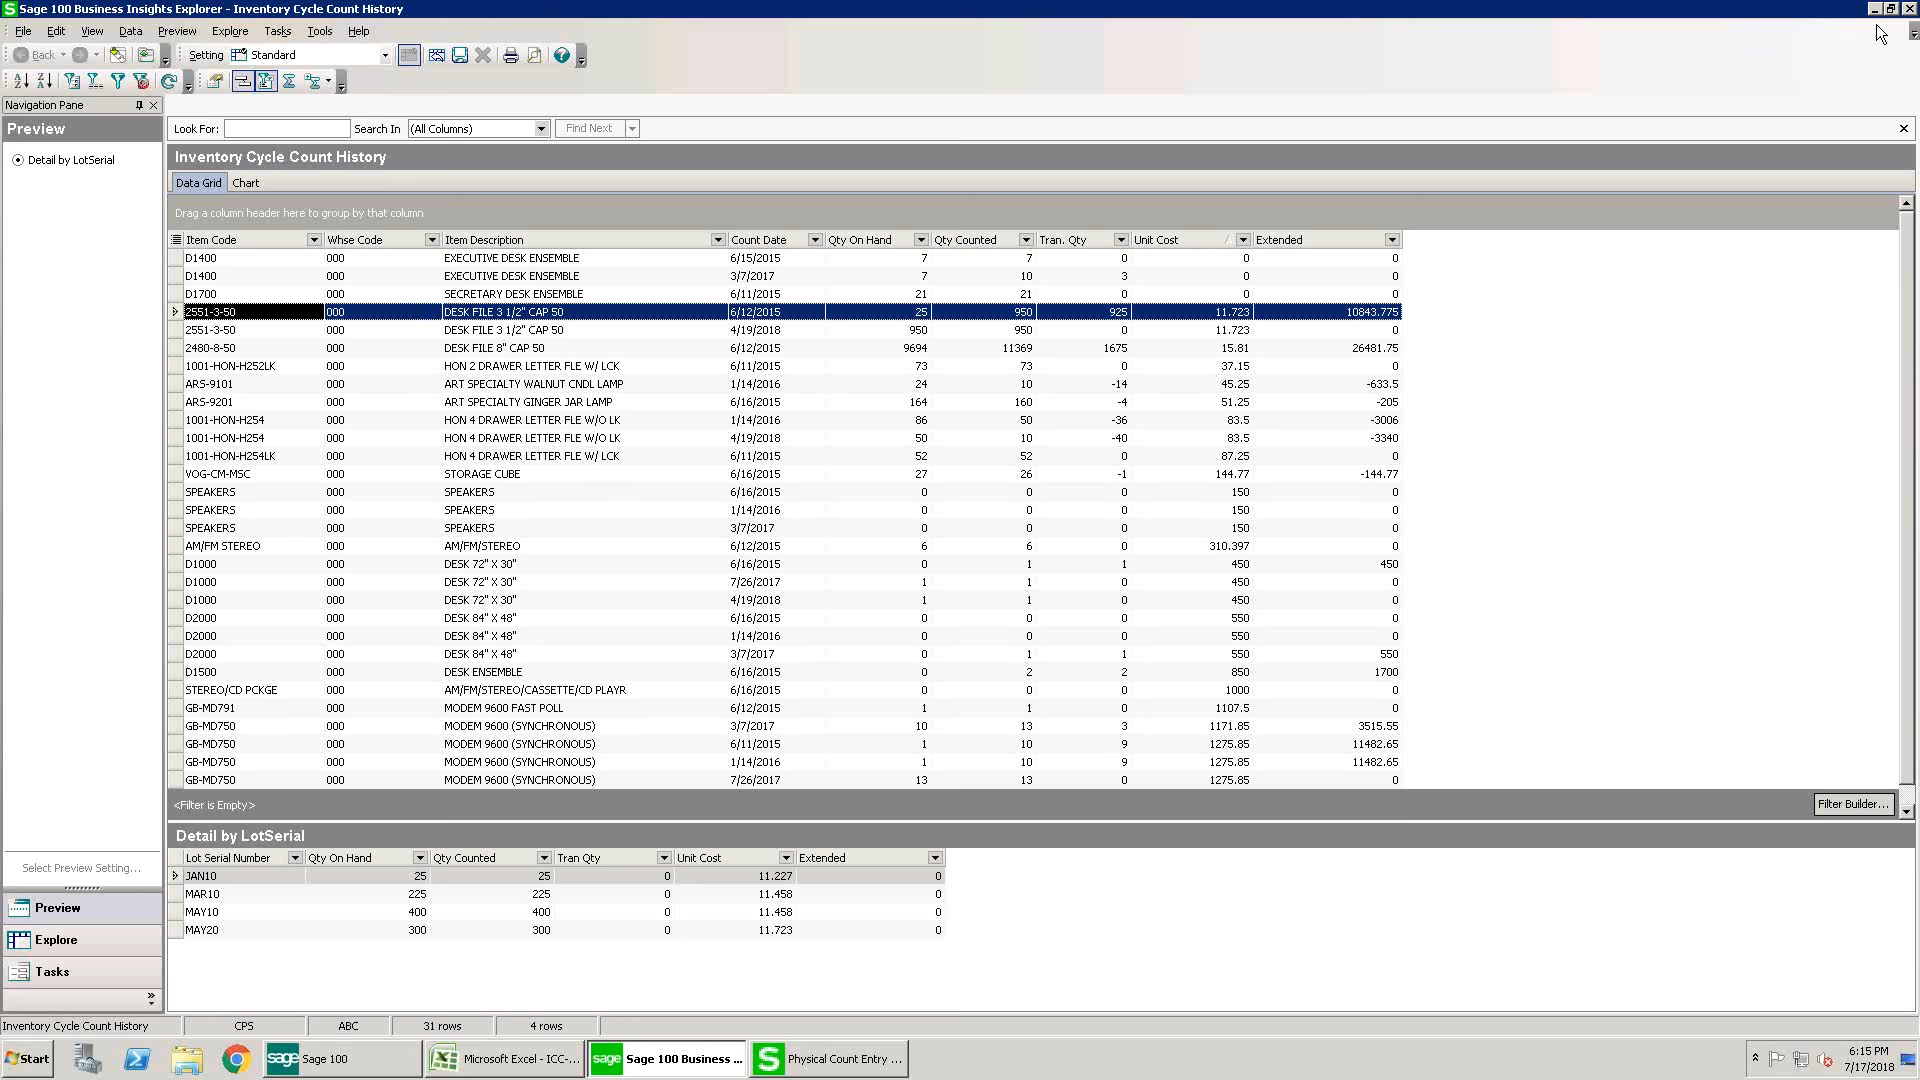 Sage 100 Business Insights Explorer - Inventory Cycle Count History
File Edit View Data Preview Explore Tasks Tools Help
Back Setting Standard
Navigation Pane
Preview
Detail by LotSerial
Look For: Search In (All Columns) Find Next
Inventory Cycle Count History
Data Grid Chart
Drag a column header here to group by that column
Item Code Whse Code Item Description Count Date Qty On Hand Qty Counted Tran. Qty Unit Cost Extended
D1400 000 EXECUTIVE DESK ENSEMBLE 6/15/2015 7 7 0 0 0
D1400 000 EXECUTIVE DESK ENSEMBLE 3/7/2017 7 10 3 0 0
D1700 000 SECRETARY DESK ENSEMBLE 6/11/2015 21 21 0 0 0
2551-3-50 000 DESK FILE 3 1/2" CAP 50 6/12/2015 25 950 925 11.723 10843.775
2551-3-50 000 DESK FILE 3 1/2" CAP 50 4/19/2018 950 950 0 11.723 0
2480-8-50 000 DESK FILE 8" CAP 50 6/12/2015 9694 11369 1675 15.81 26481.75
1001-HON-H252LK 000 HON 2 DRAWER LETTER FLE W/ LCK 6/11/2015 73 73 0 37.15 0
ARS-9101 000 ART SPECIALTY WALNUT CNDL LAMP 1/14/2016 24 10 -14 45.25 -633.5
ARS-9201 000 ART SPECIALTY GINGER JAR LAMP 6/16/2015 164 160 -4 51.25 -205
1001-HON-H254 000 HON 4 DRAWER LETTER FLE W/O LK 1/14/2016 86 50 -36 83.5 -3006
1001-HON-H254 000 HON 4 DRAWER LETTER FLE W/O LK 4/19/2018 50 10 -40 83.5 -3340
1001-HON-H254LK 000 HON 4 DRAWER LETTER FLE W/ LCK 6/11/2015 52 52 0 87.25 0
VOG-CM-MSC 000 STORAGE CUBE 6/16/2015 27 26 -1 144.77 -144.77
SPEAKERS 000 SPEAKERS 6/16/2015 0 0 0 150 0
SPEAKERS 000 SPEAKERS 1/14/2016 0 0 0 150 0
SPEAKERS 000 SPEAKERS 3/7/2017 0 0 0 150 0
AM/FM STEREO 000 AM/FM/STEREO 6/12/2015 6 6 0 310.397 0
D1000 000 DESK 72" X 30" 6/16/2015 0 1 1 450 450
D1000 000 DESK 72" X 30" 7/26/2017 1 1 0 450 0
D1000 000 DESK 72" X 30" 4/19/2018 1 1 0 450 0
D2000 000 DESK 84" X 48" 6/16/2015 0 0 0 550 0
D2000 000 DESK 84" X 48" 1/14/2016 0 0 0 550 0
D2000 000 DESK 84" X 48" 3/7/2017 0 1 1 550 550
D1500 000 DESK ENSEMBLE 6/16/2015 0 2 2 850 1700
STEREO/CD PCKGE 000 AM/FM/STEREO/CASSETTE/CD PLAYR 6/16/2015 0 0 0 1000 0
GB-MD791 000 MODEM 9600 FAST POLL 6/12/2015 1 1 0 1107.5 0
GB-MD750 000 MODEM 9600 (SYNCHRONOUS) 3/7/2017 10 13 3 1171.85 3515.55
GB-MD750 000 MODEM 9600 (SYNCHRONOUS) 6/11/2015 1 10 9 1275.85 11482.65
GB-MD750 000 MODEM 9600 (SYNCHRONOUS) 1/14/2016 1 10 9 1275.85 11482.65
GB-MD750 000 MODEM 9600 (SYNCHRONOUS) 7/26/2017 13 13 0 1275.85 0
<Filter is Empty> Filter Builder...
Detail by LotSerial
Lot Serial Number Qty On Hand Qty Counted Tran Qty Unit Cost Extended
JAN10 25 25 0 11.227 0
MAR10 225 225 0 11.458 0
MAY10 400 400 0 11.458 0
MAY20 300 300 0 11.723 0
Select Preview Setting...
Preview
Explore
Tasks
Inventory Cycle Count History CPS ABC 31 rows 4 rows
Start sage Sage 100 Microsoft Excel - ICC-... sage Sage 100 Business ... Physical Count Entry ... 6:15 PM
7/17/2018